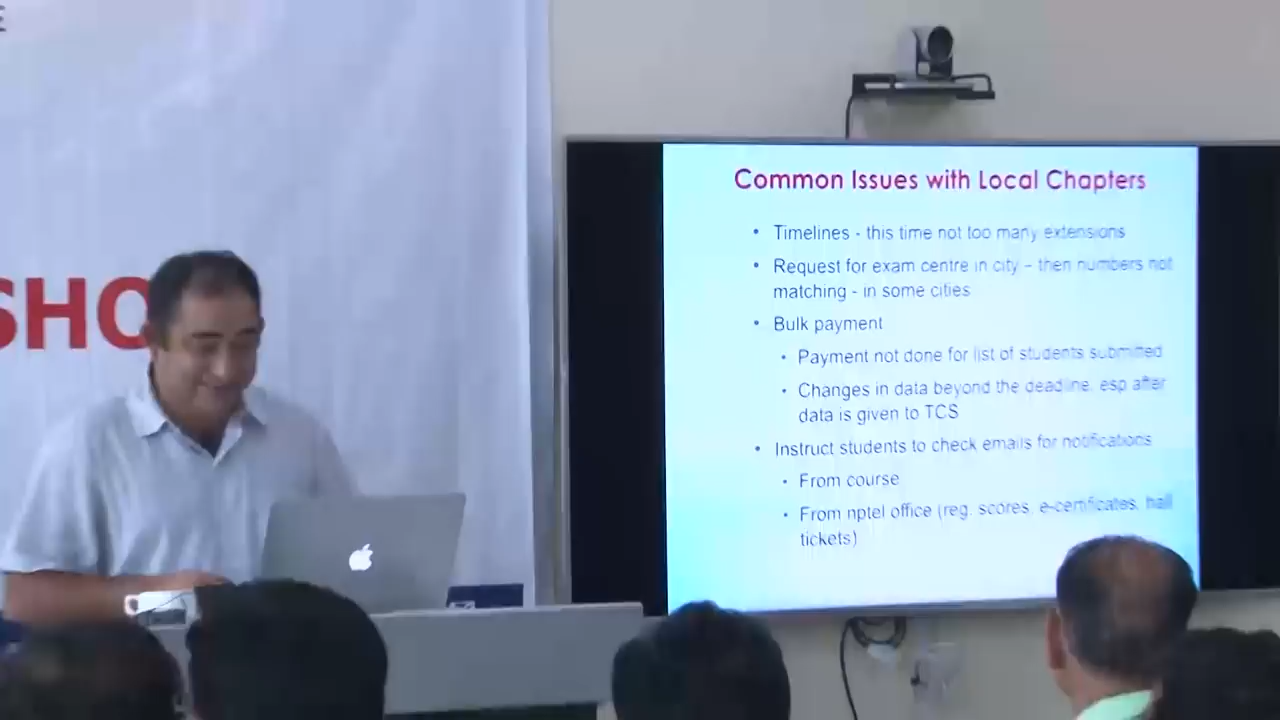 E
SHO
Common Issues with Local Chapters
• Timelines - this time not too many extensions
• Request for exam centre in city – then numbers not
matching - in some cities
• Bulk payment
• Payment not done for list of students submitted
• Changes in data beyond the deadline, esp after
data is given to TCS
• Instruct students to check emails for notifications
• From course
• From nptel office (reg. scores, e-certificates, hall
tickets)